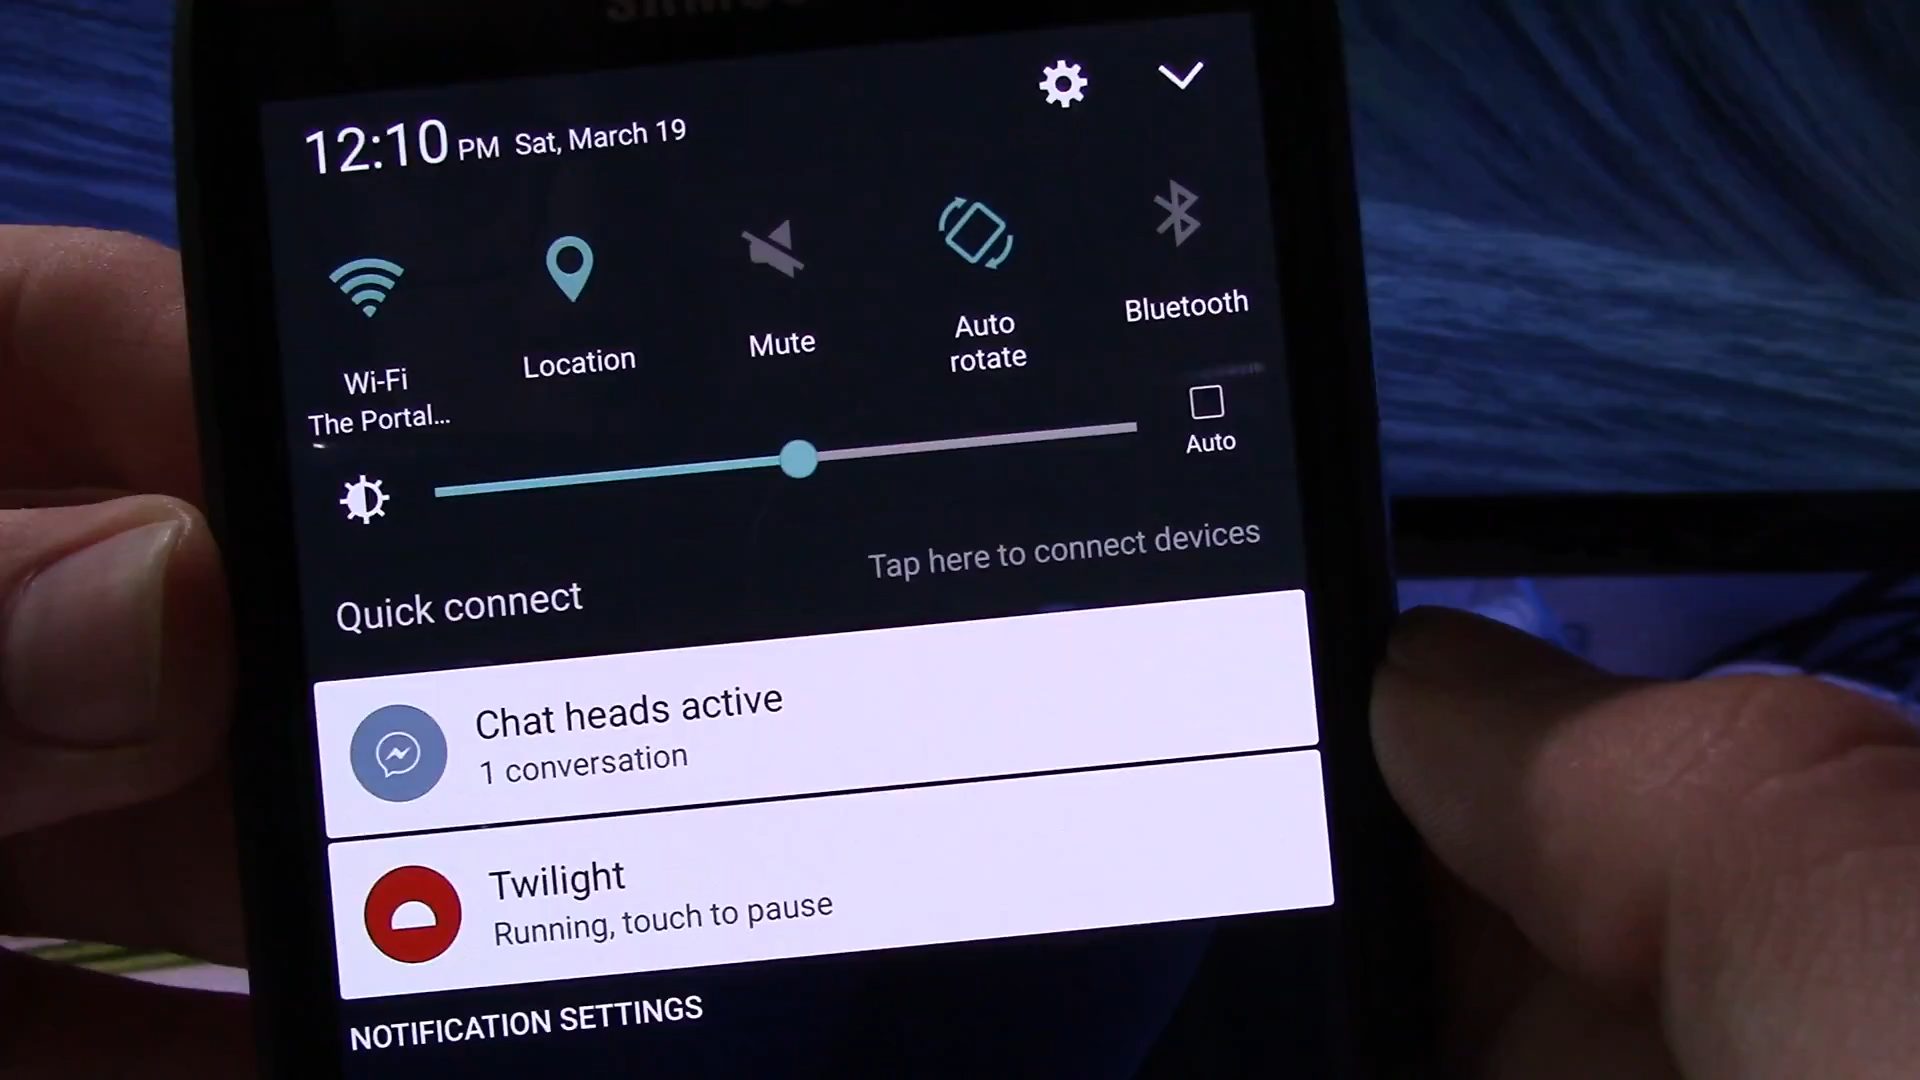 SAMSUNG
12:10 PM Sat, March 19
Wi-Fi
The Portal...
Location
Mute
Auto
rotate
Bluetooth
Auto
Tap here to connect devices
Quick connect
Chat heads active
1 conversation
Twilight
Running, touch to pause
NOTIFICATION SETTINGS